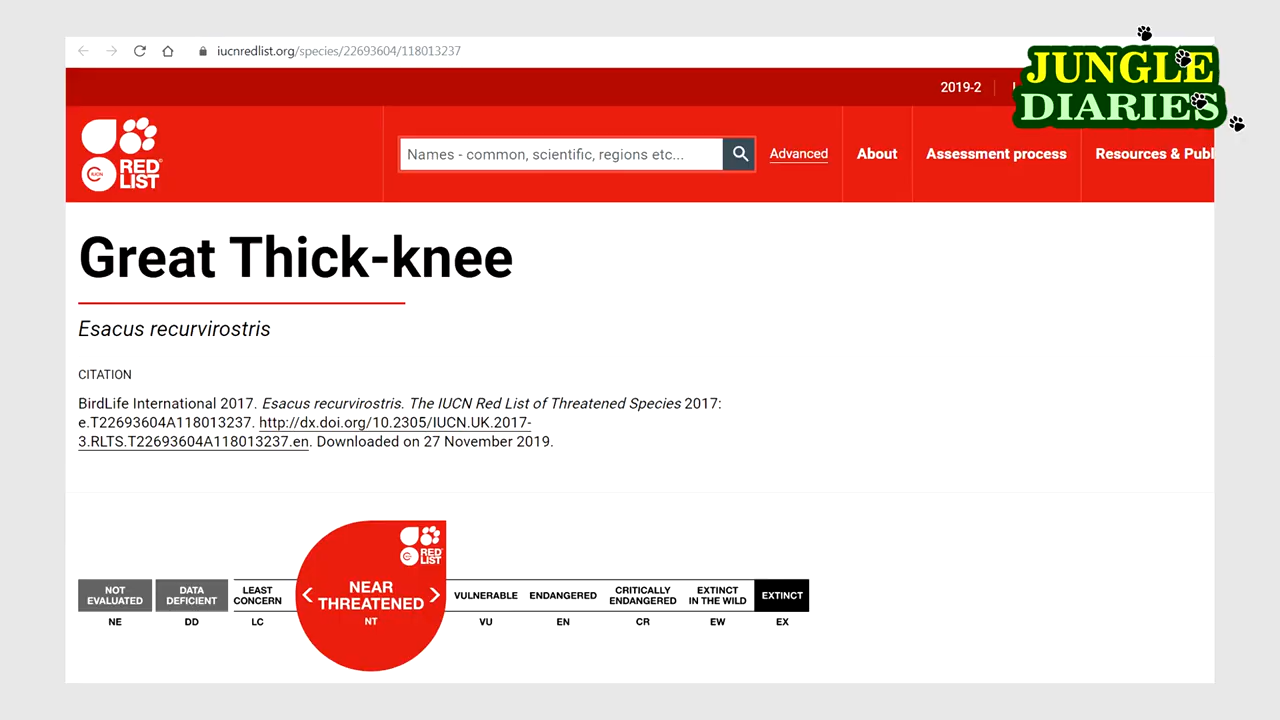 iucnredlist.org/species/22693604/118013237
JUNGLE
DIARIES
2019-2
RED
LIST
IUCN
Names - common, scientific, regions etc...
Advanced
About
Assessment process
Resources & Publ
Great Thick-knee
Esacus recurvirostris
CITATION
BirdLife International 2017. Esacus recurvirostris. The IUCN Red List of Threatened Species 2017:
e.T22693604A118013237. http://dx.doi.org/10.2305/IUCN.UK.2017-
3.RLTS.T22693604A118013237.en. Downloaded on 27 November 2019.
RED
LIST
NOT
EVALUATED
DATA
DEFICIENT
LEAST
CONCERN
< NEAR
THREATENED >
VULNERABLE
ENDANGERED
CRITICALLY
ENDANGERED
EXTINCT
IN THE WILD
EXTINCT
NE
DD
LC
NT
VU
EN
CR
EW
EX